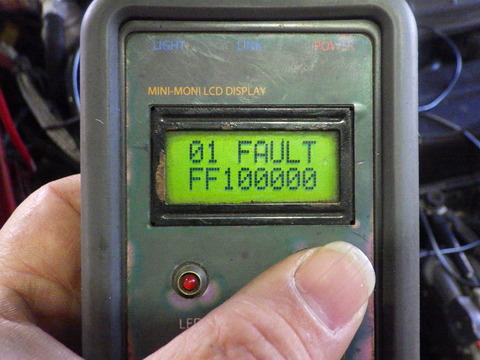 LIGHT LINK POWER
MINI-MONI LCD DISPLAY
01 FAULT
FF100000